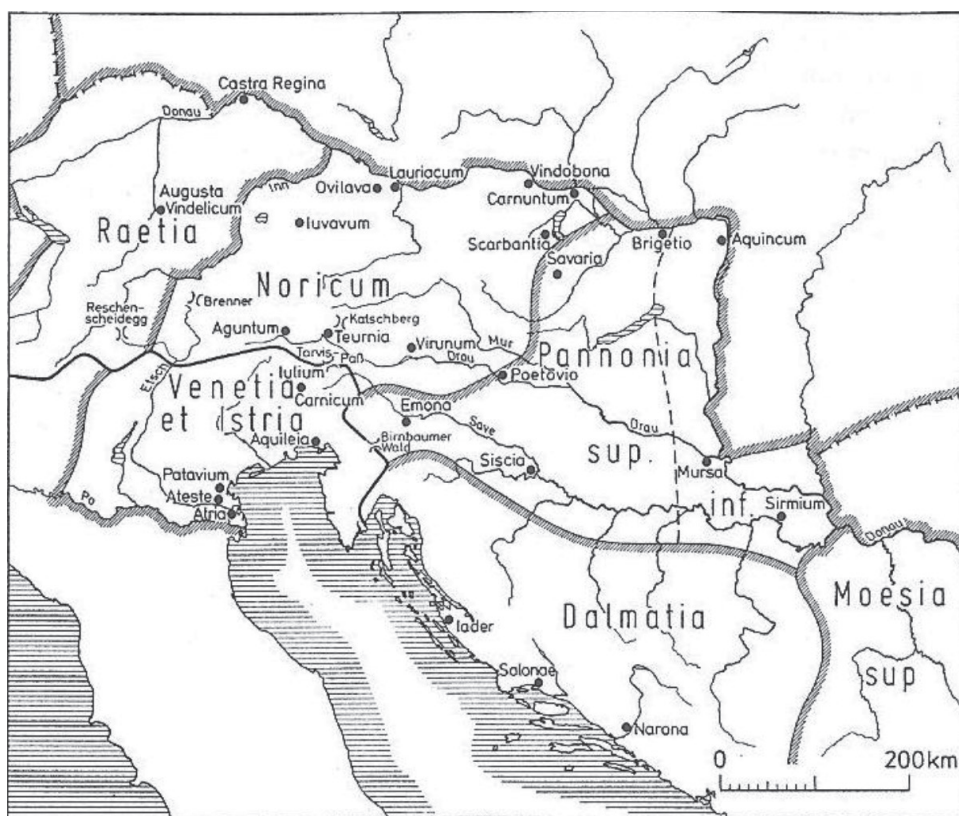 Castra Regina
Donau
Inn
Ovilava
Lauriacum
Vindobona
Carnuntum
Augusta
Vindelicum
Raetia
Iuvavum
Scarbantia
Savaria
Brigetio
Aquincum
Noricum
Reschen-
scheidegg
Brenner
Katschberg
Aguntum
Teurnia
Virunum
Mur
Drau
Tarvis-
Paß
Pannonia
Poetovio
Etsch
Venetia
et Istria
Iulium
Carnicum
Emona
Save
Aquileia
Birnbaumer
Wald
Siscia
sup.
Drau
Mursa
inf.
Sirmium
Patavium
Ateste
Atria
Po
Donau
Dalmatia
Moesia
sup
Iader
Salonae
Narona
0
200km